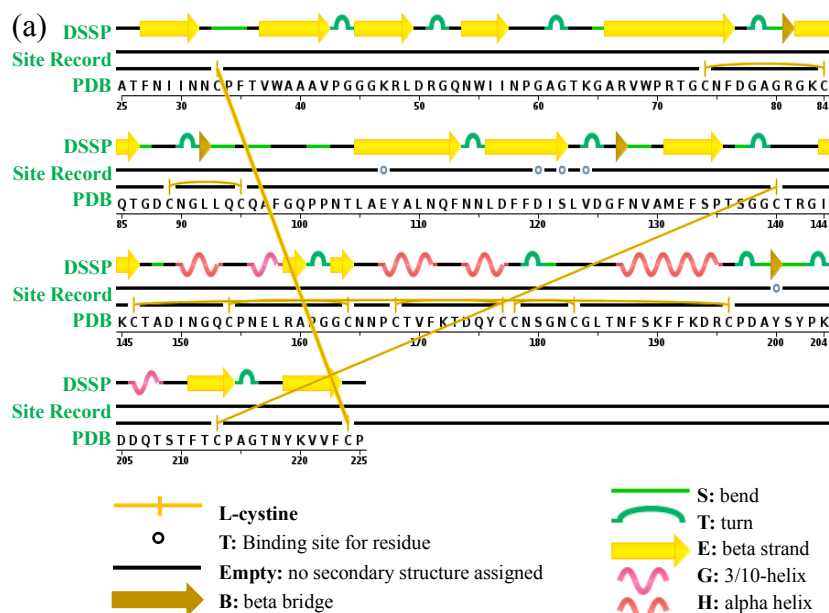 (a)
DSSP
Site Record
PDB
ATFNIINNCPFTVWAAAVPGGGKRLDRGQNWIINPGAGTKGARVWPRTGCNFDGAGRGKC
25 30 40 50 60 70 80 84
DSSP
Site Record
PDB
QTGDCNGLLQCQAFGQPPNTLAEYALNQFNNLDFFDISLVDGFNVAMEFSPTSGGCTRGI
85 90 100 110 120 130 140 144
DSSP
Site Record
PDB
KCTADINGQCPNELRAPGGCNNPCTVFKTDQYCCNSGNCGLTNFSKFFKDRCPDAYSYPK
145 150 160 170 180 190 200 204
DSSP
Site Record
PDB
DDQTSTFTCPAGTNYKVVFCP
205 210 220 225
L-cystine
T: Binding site for residue
Empty: no secondary structure assigned
B: beta bridge
S: bend
T: turn
E: beta strand
G: 3/10-helix
H: alpha helix